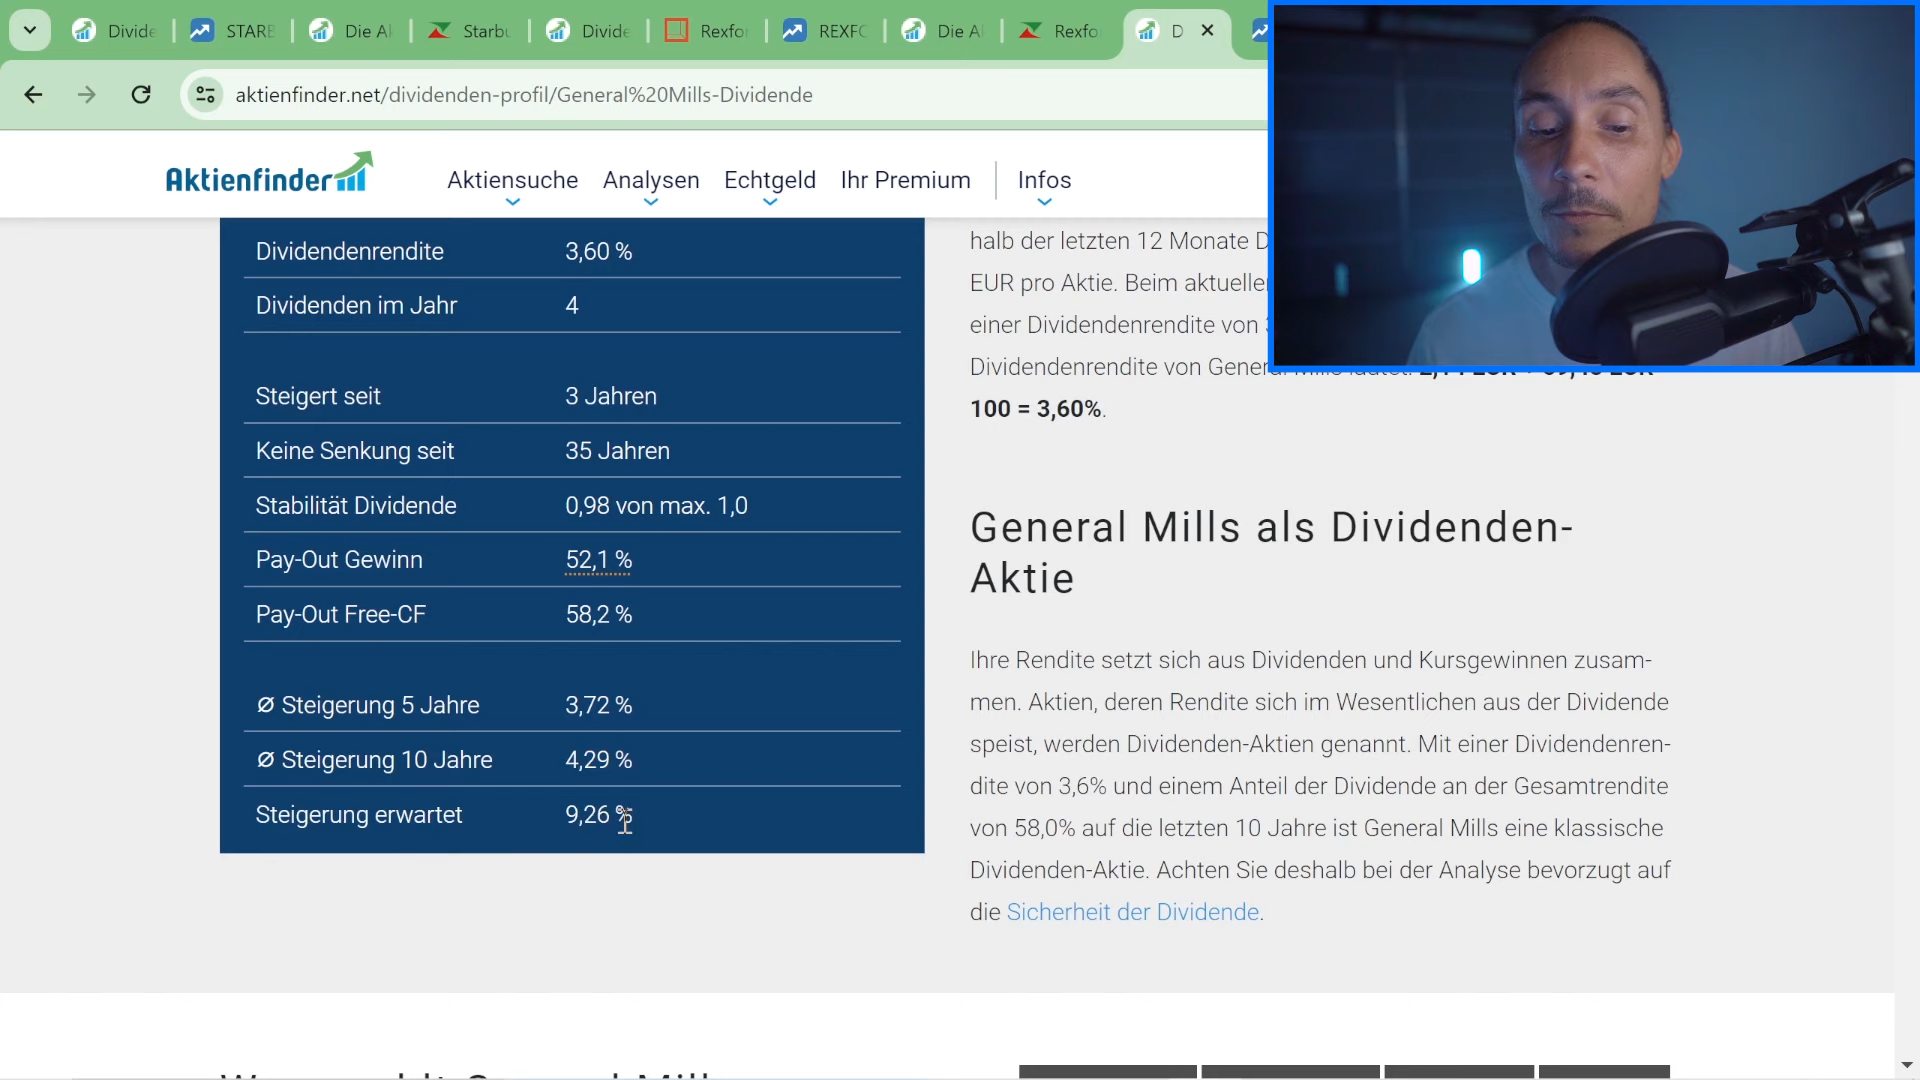 Divide
STARB
Die Ak
Starbu
Divide
Rexfo
REXFO
Die Al
Rexfo
D
aktienfinder.net/dividenden-profil/General%20Mills-Dividende
Aktienfinder
Aktiensuche
Analysen
Echtgeld
Ihr Premium
Infos
Dividendenrendite 3,60 %
Dividenden im Jahr 4
Steigert seit 3 Jahren
Keine Senkung seit 35 Jahren
Stabilität Dividende 0,98 von max. 1,0
Pay-Out Gewinn 52,1 %
Pay-Out Free-CF 58,2 %
Ø Steigerung 5 Jahre 3,72 %
Ø Steigerung 10 Jahre 4,29 %
Steigerung erwartet 9,26 %
halb der letzten 12 Monate D
EUR pro Aktie. Beim aktuellen
einer Dividendenrendite von
Dividendenrendite von General
100 = 3,60%.
General Mills als Dividenden-
Aktie
Ihre Rendite setzt sich aus Dividenden und Kursgewinnen zusam-
men. Aktien, deren Rendite sich im Wesentlichen aus der Dividende
speist, werden Dividenden-Aktien genannt. Mit einer Dividendenren-
dite von 3,6% und einem Anteil der Dividende an der Gesamtrendite
von 58,0% auf die letzten 10 Jahre ist General Mills eine klassische
Dividenden-Aktie. Achten Sie deshalb bei der Analyse bevorzugt auf
die Sicherheit der Dividende.